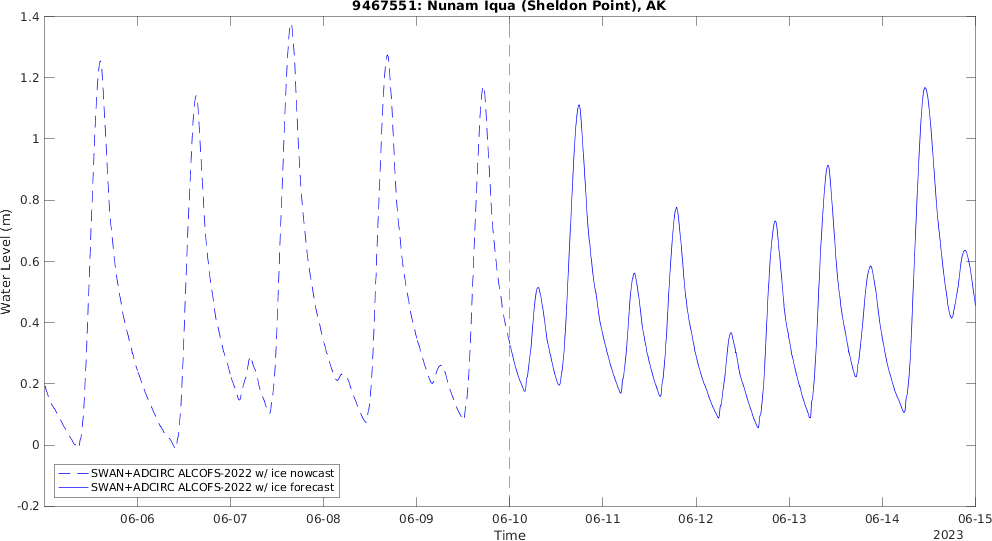 9467551: Nunam Iqua (Sheldon Point), AK
1.4
1.2
1
0.8
0.6
0.4
0.2
0
-0.2
Water Level (m)
SWAN+ADCIRC ALCOFS-2022 w/ ice nowcast
SWAN+ADCIRC ALCOFS-2022 w/ ice forecast
06-06 06-07 06-08 06-09 06-10 06-11 06-12 06-13 06-14 06-15
Time
2023